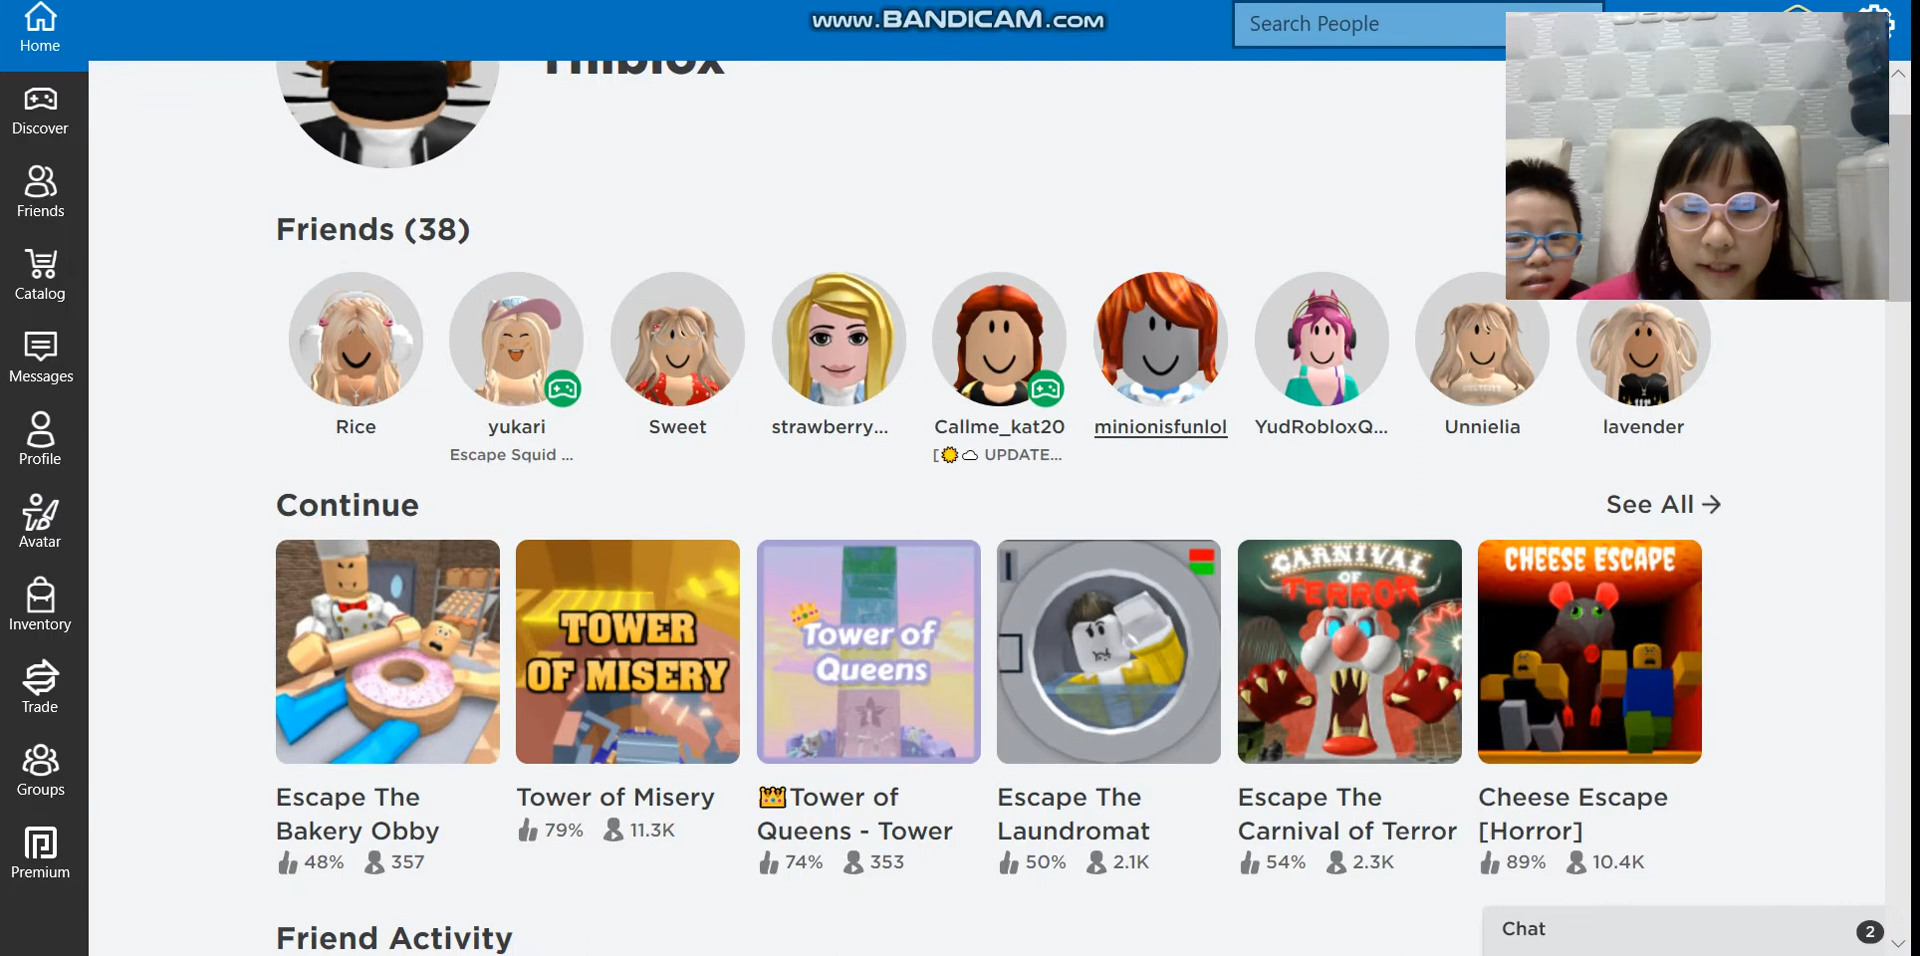 Home
www.BANDICAM.com
Search People
Discover
Friends
Catalog
Messages
Profile
Avatar
Inventory
Trade
Groups
Premium
Friends (38)
Rice
yukari
Sweet
strawberry...
Callme_kat20
minionisfunlol
YudRobloxQ...
Unnielia
lavender
Escape Squid ...
[🌞☁ UPDATE...
Continue
See All →
TOWER
OF MISERY
Tower of
Queens
CARNIVAL
OF
TERROR
CHEESE ESCAPE
Escape The
Bakery Obby
48% 357
Tower of Misery
79% 11.3K
👑Tower of
Queens - Tower
74% 353
Escape The
Laundromat
50% 2.1K
Escape The
Carnival of Terror
54% 2.3K
Cheese Escape
[Horror]
89% 10.4K
Friend Activity
Chat
2